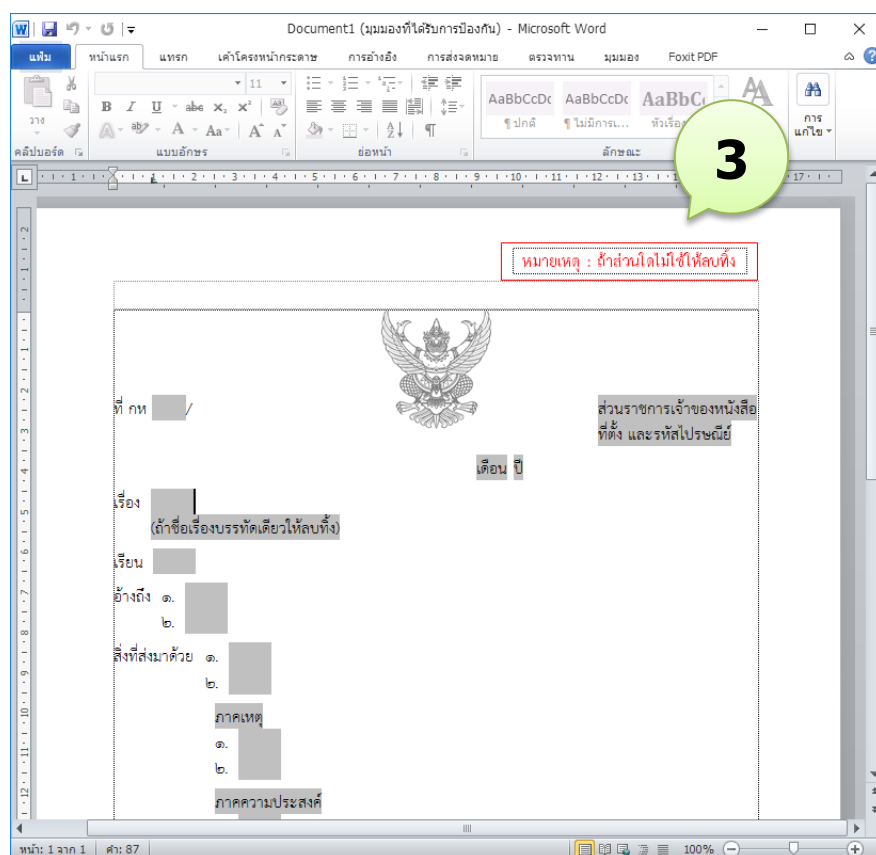 Document1 (มุมมองที่ได้รับการป้องกัน) - Microsoft Word
แฟ้ม หน้าแรก แทรก เค้าโครงหน้ากระดาษ การอ้างอิง การส่งจดหมาย ตรวจทาน มุมมอง Foxit PDF
วาง
11
AaBbCcDc AaBbCcDc AaBbC
¶ ปกติ ¶ ไม่มีการเ... หัวเรื่อง
การ
แก้ไข
คลิปบอร์ด แบบอักษร ย่อหน้า ลักษณะ
3
หมายเหตุ : ถ้าส่วนใดไม่ใช้ให้ลบทิ้ง
ที่ กห /
ส่วนราชการเจ้าของหนังสือ
ที่ตั้ง และรหัสไปรษณีย์
เดือน ปี
เรื่อง
(ถ้าชื่อเรื่องบรรทัดเดียวให้ลบทิ้ง)
เรียน
อ้างถึง ๑.
๒.
สิ่งที่ส่งมาด้วย ๑.
๒.
ภาคเหตุ
๑.
๒.
ภาคความประสงค์
หน้า: 1 จาก 1 คำ: 87 100%